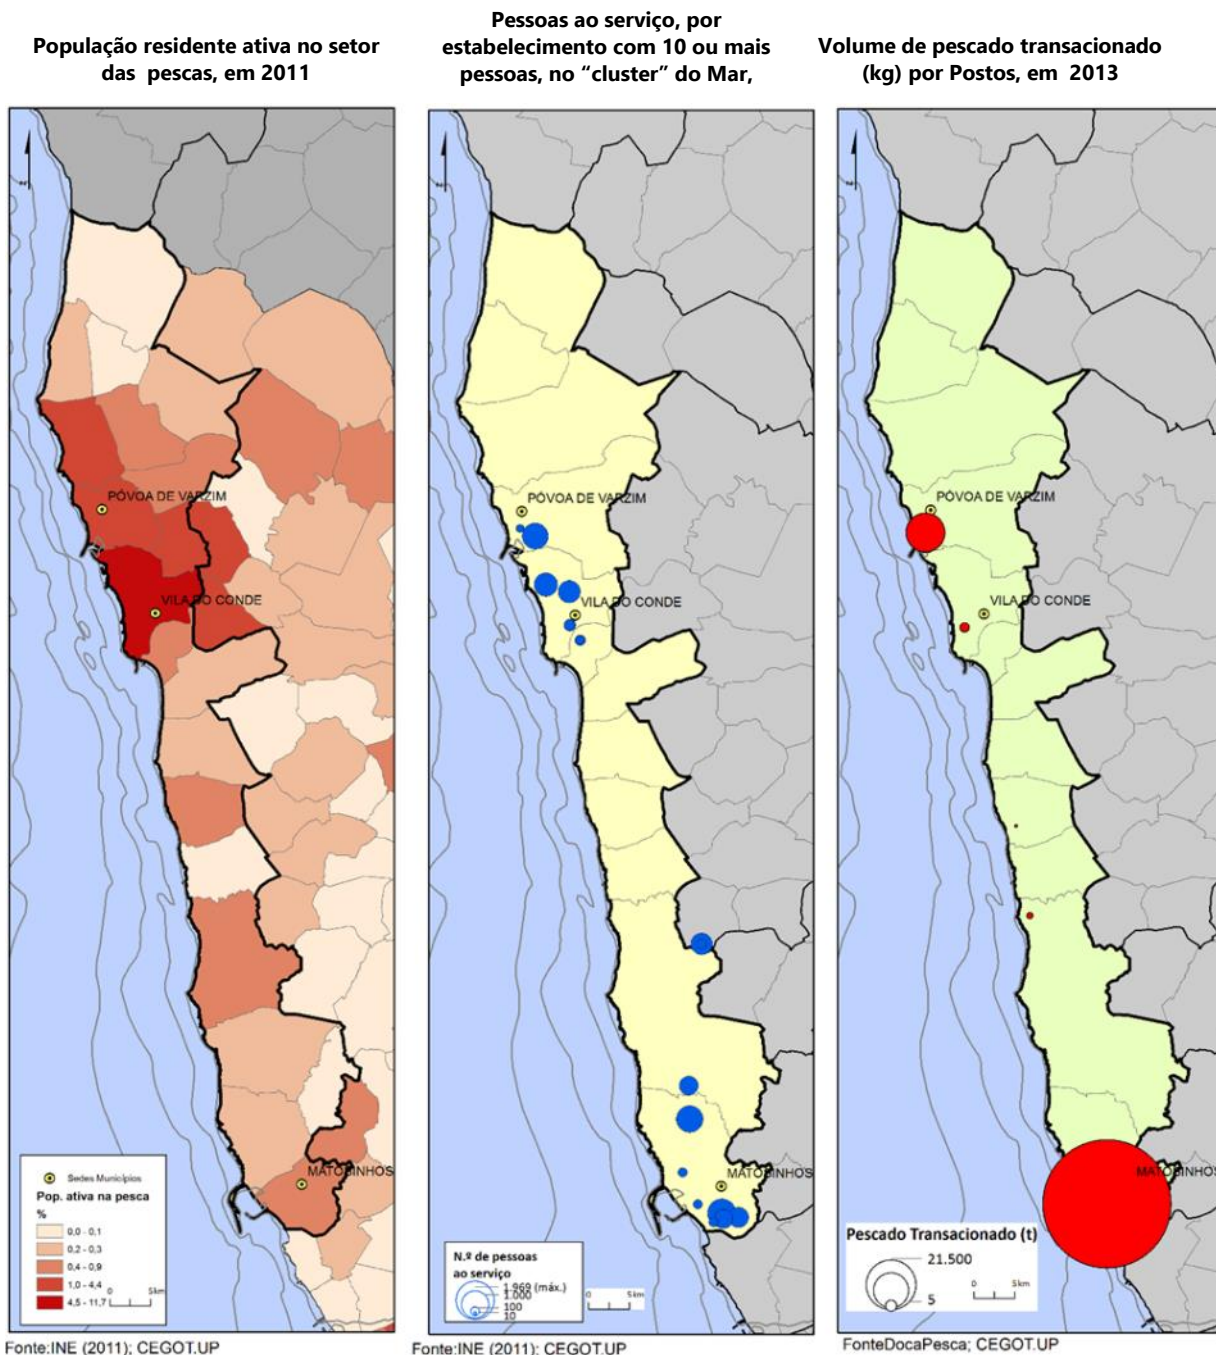 População residente ativa no setor
das pescas, em 2011
Pessoas ao serviço, por
estabelecimento com 10 ou mais
pessoas, no “cluster” do Mar,
Volume de pescado transacionado
(kg) por Postos, em 2013
PÓVOA DE VARZIM
VILA DO CONDE
MATOSINHOS
Sedes Municípios
Pop. ativa na pesca
%
0,0 - 0,1
0,2 - 0,3
0,4 - 0,9
1,0 - 4,4
4,5 - 11,7
0 5km
Fonte:INE (2011); CEGOT.UP
PÓVOA DE VARZIM
VILA DO CONDE
MATOSINHOS
N.º de pessoas
ao serviço
1.969 (máx.)
1.000
100
10
0 5km
Fonte:INE (2011); CEGOT.UP
PÓVOA DE VARZIM
VILA DO CONDE
MATOSINHOS
Pescado Transacionado (t)
21.500
5
0 5km
FonteDocaPesca; CEGOT.UP